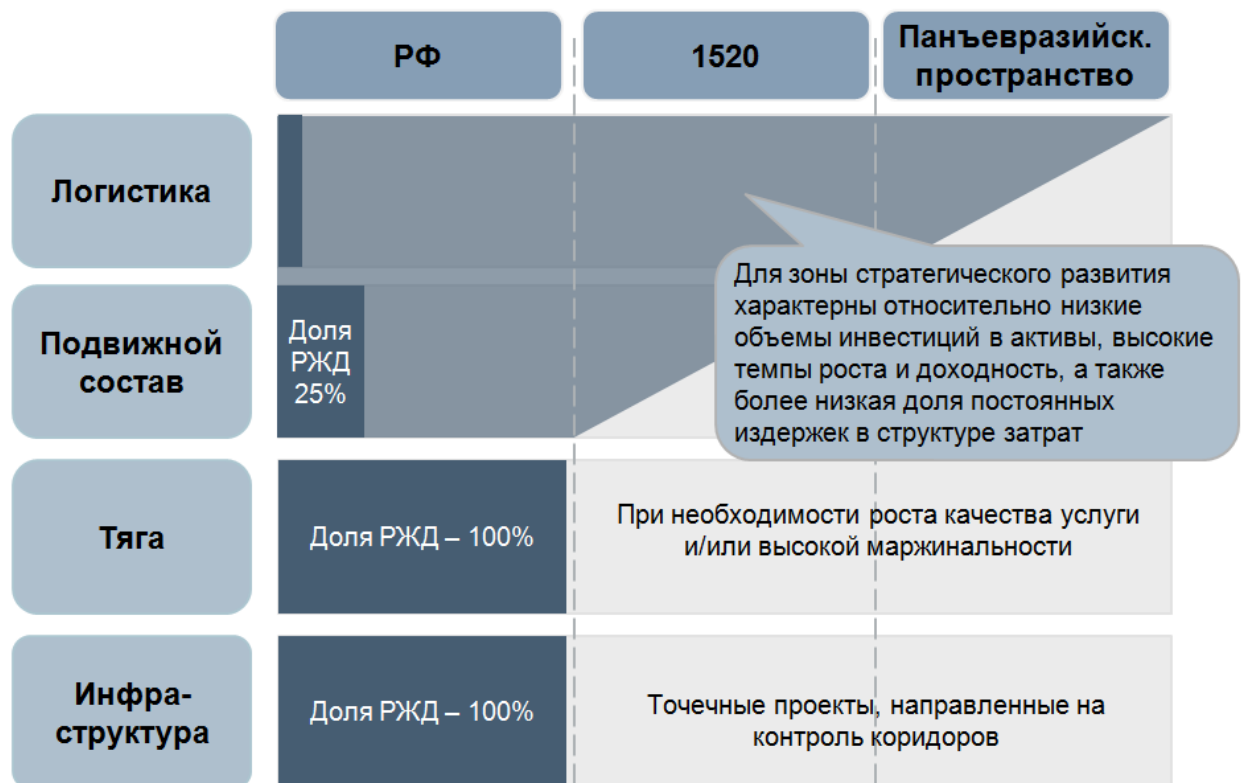 РФ
1520
Панъевразийск.
пространство
Логистика
Для зоны стратегического развития
характерны относительно низкие
объемы инвестиций в активы, высокие
темпы роста и доходность, а также
более низкая доля постоянных
издержек в структуре затрат
Подвижной
состав
Доля
РЖД
25%
Тяга
Доля РЖД – 100%
При необходимости роста качества услуги
и/или высокой маржинальности
Инфра-
структура
Доля РЖД – 100%
Точечные проекты, направленные на
контроль коридоров